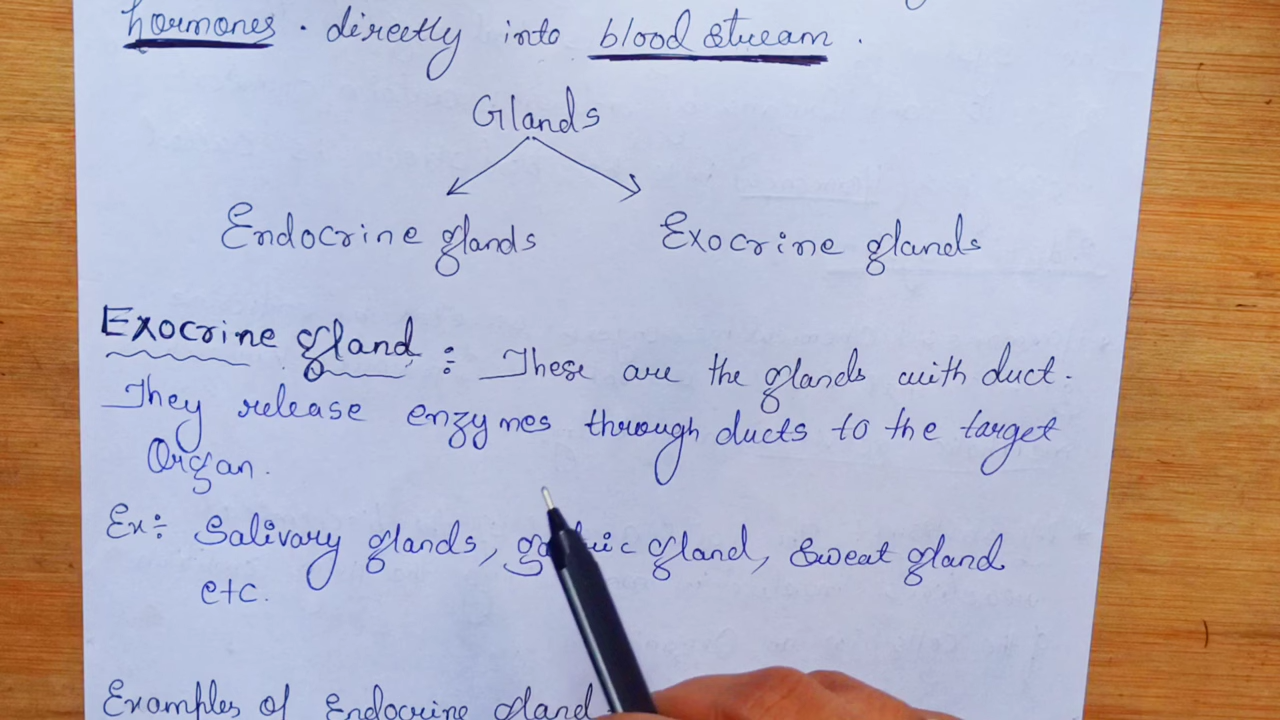 hormones. directly into blood stream.
Glands
Endocrine glands Exocrine glands
Exocrine gland : These are the glands with duct.
They release enzymes through ducts to the target
Organ.
Ex: Salivary glands, gland, Sweat gland
etc.
Examples of Endocrine gland